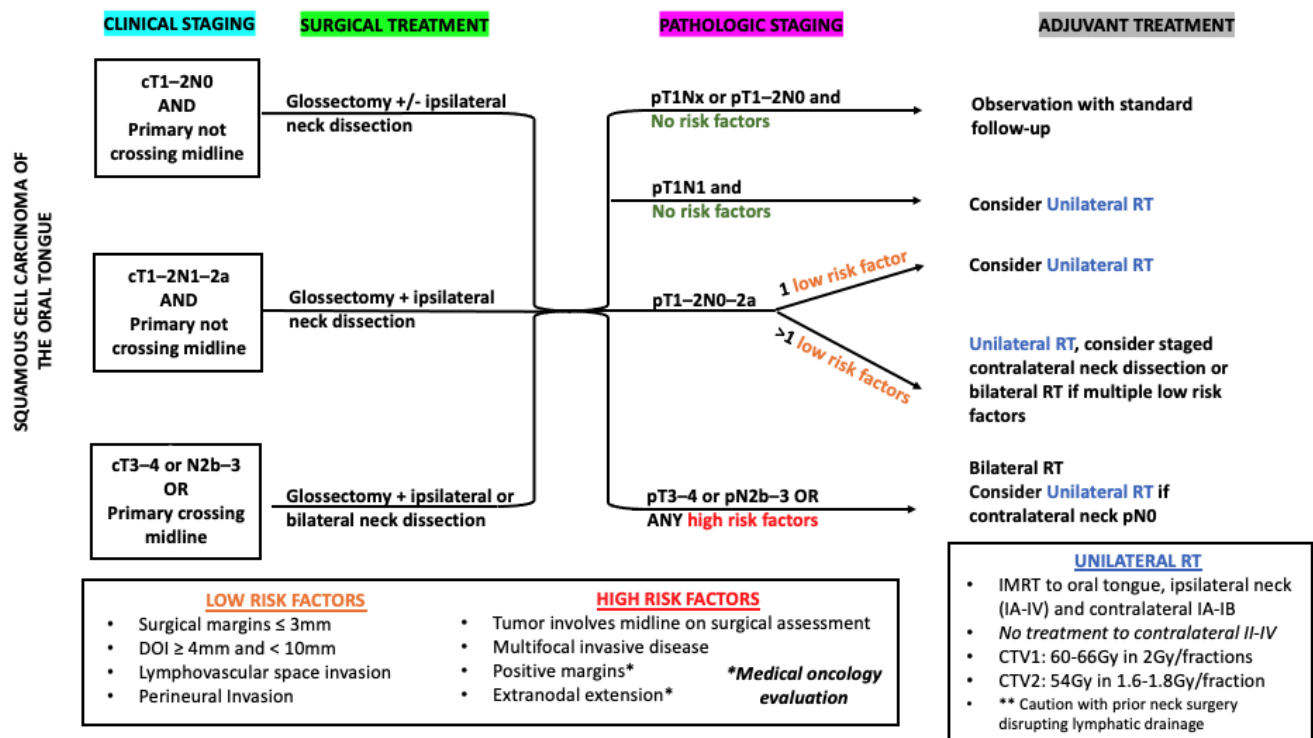 CLINICAL STAGING
SURGICAL TREATMENT
PATHOLOGIC STAGING
ADJUVANT TREATMENT
SQUAMOUS CELL CARCINOMA OF
THE ORAL TONGUE
cT1–2N0
AND
Primary not
crossing midline
Glossectomy +/- ipsilateral
neck dissection
pT1Nx or pT1–2N0 and
No risk factors
Observation with standard
follow-up
pT1N1 and
No risk factors
Consider Unilateral RT
cT1–2N1–2a
AND
Primary not
crossing midline
Glossectomy + ipsilateral
neck dissection
pT1–2N0–2a
1 low risk factor
Consider Unilateral RT
>1 low risk factors
Unilateral RT, consider staged
contralateral neck dissection or
bilateral RT if multiple low risk
factors
cT3–4 or N2b–3
OR
Primary crossing
midline
Glossectomy + ipsilateral or
bilateral neck dissection
pT3–4 or pN2b–3 OR
ANY high risk factors
Bilateral RT
Consider Unilateral RT if
contralateral neck pN0
LOW RISK FACTORS
• Surgical margins ≤ 3mm
• DOI ≥ 4mm and < 10mm
• Lymphovascular space invasion
• Perineural Invasion
HIGH RISK FACTORS
• Tumor involves midline on surgical assessment
• Multifocal invasive disease
• Positive margins*
• Extranodal extension*
*Medical oncology
evaluation
UNILATERAL RT
• IMRT to oral tongue, ipsilateral neck
(IA-IV) and contralateral IA-IB
• No treatment to contralateral II-IV
• CTV1: 60-66Gy in 2Gy/fractions
• CTV2: 54Gy in 1.6-1.8Gy/fraction
• ** Caution with prior neck surgery
disrupting lymphatic drainage